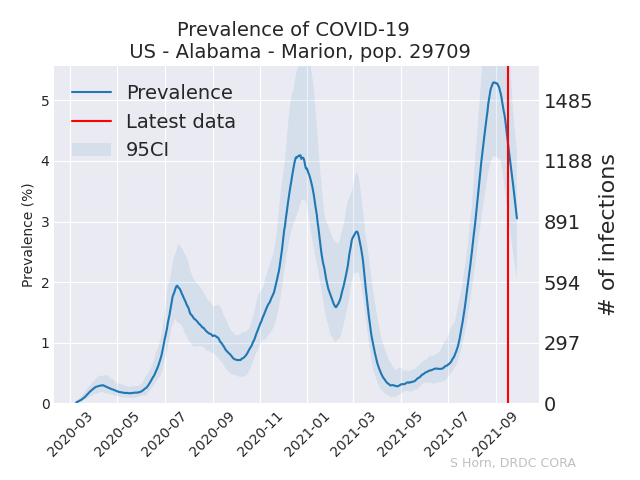 Prevalence of COVID-19
US - Alabama - Marion, pop. 29709
Prevalence
Latest data
95CI
Prevalence (%)
5
4
3
2
1
0
1485
1188
891
594
297
0
# of infections
2020-03
2020-05
2020-07
2020-09
2020-11
2021-01
2021-03
2021-05
2021-07
2021-09
S Horn, DRDC CORA